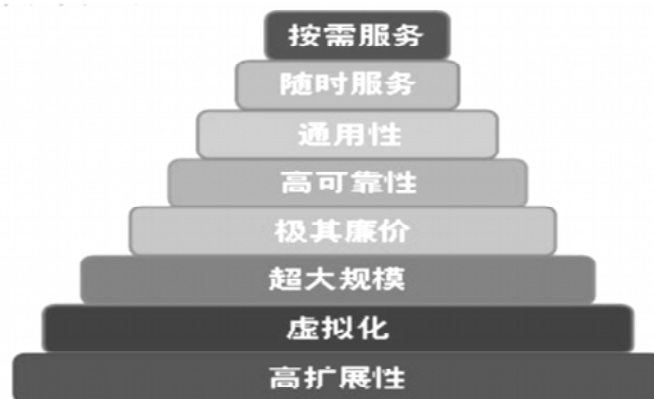 按需服务
随时服务
通用性
高可靠性
极其廉价
超大规模
虚拟化
高扩展性